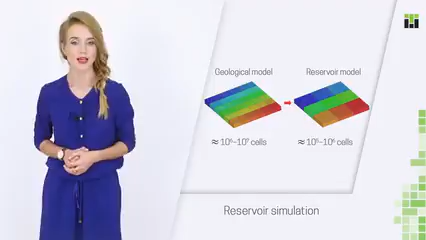 Geological model
Reservoir model
≈ 10⁶–10⁷ cells
≈ 10⁵–10⁶ cells
Reservoir simulation